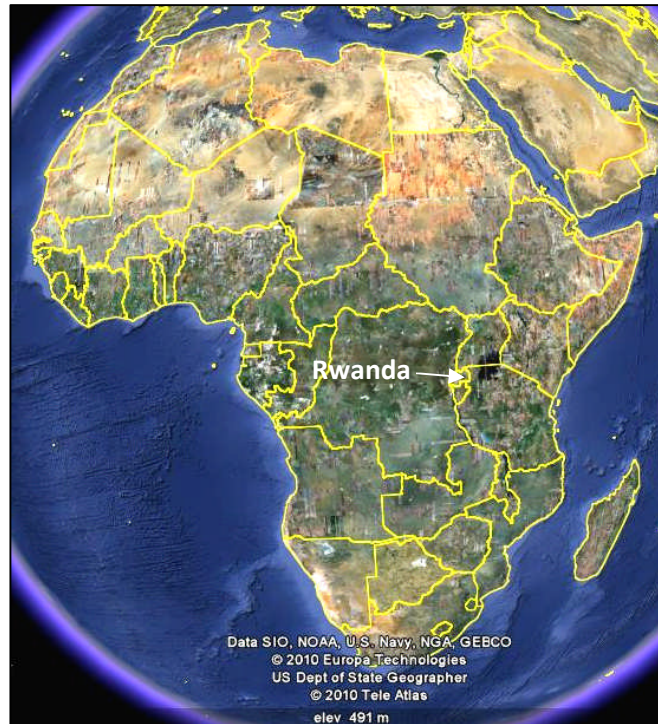 Rwanda
Data SIO, NOAA, U.S. Navy, NGA, GEBCO
© 2010 Europa Technologies
US Dept of State Geographer
© 2010 Tele Atlas
elev 491 m